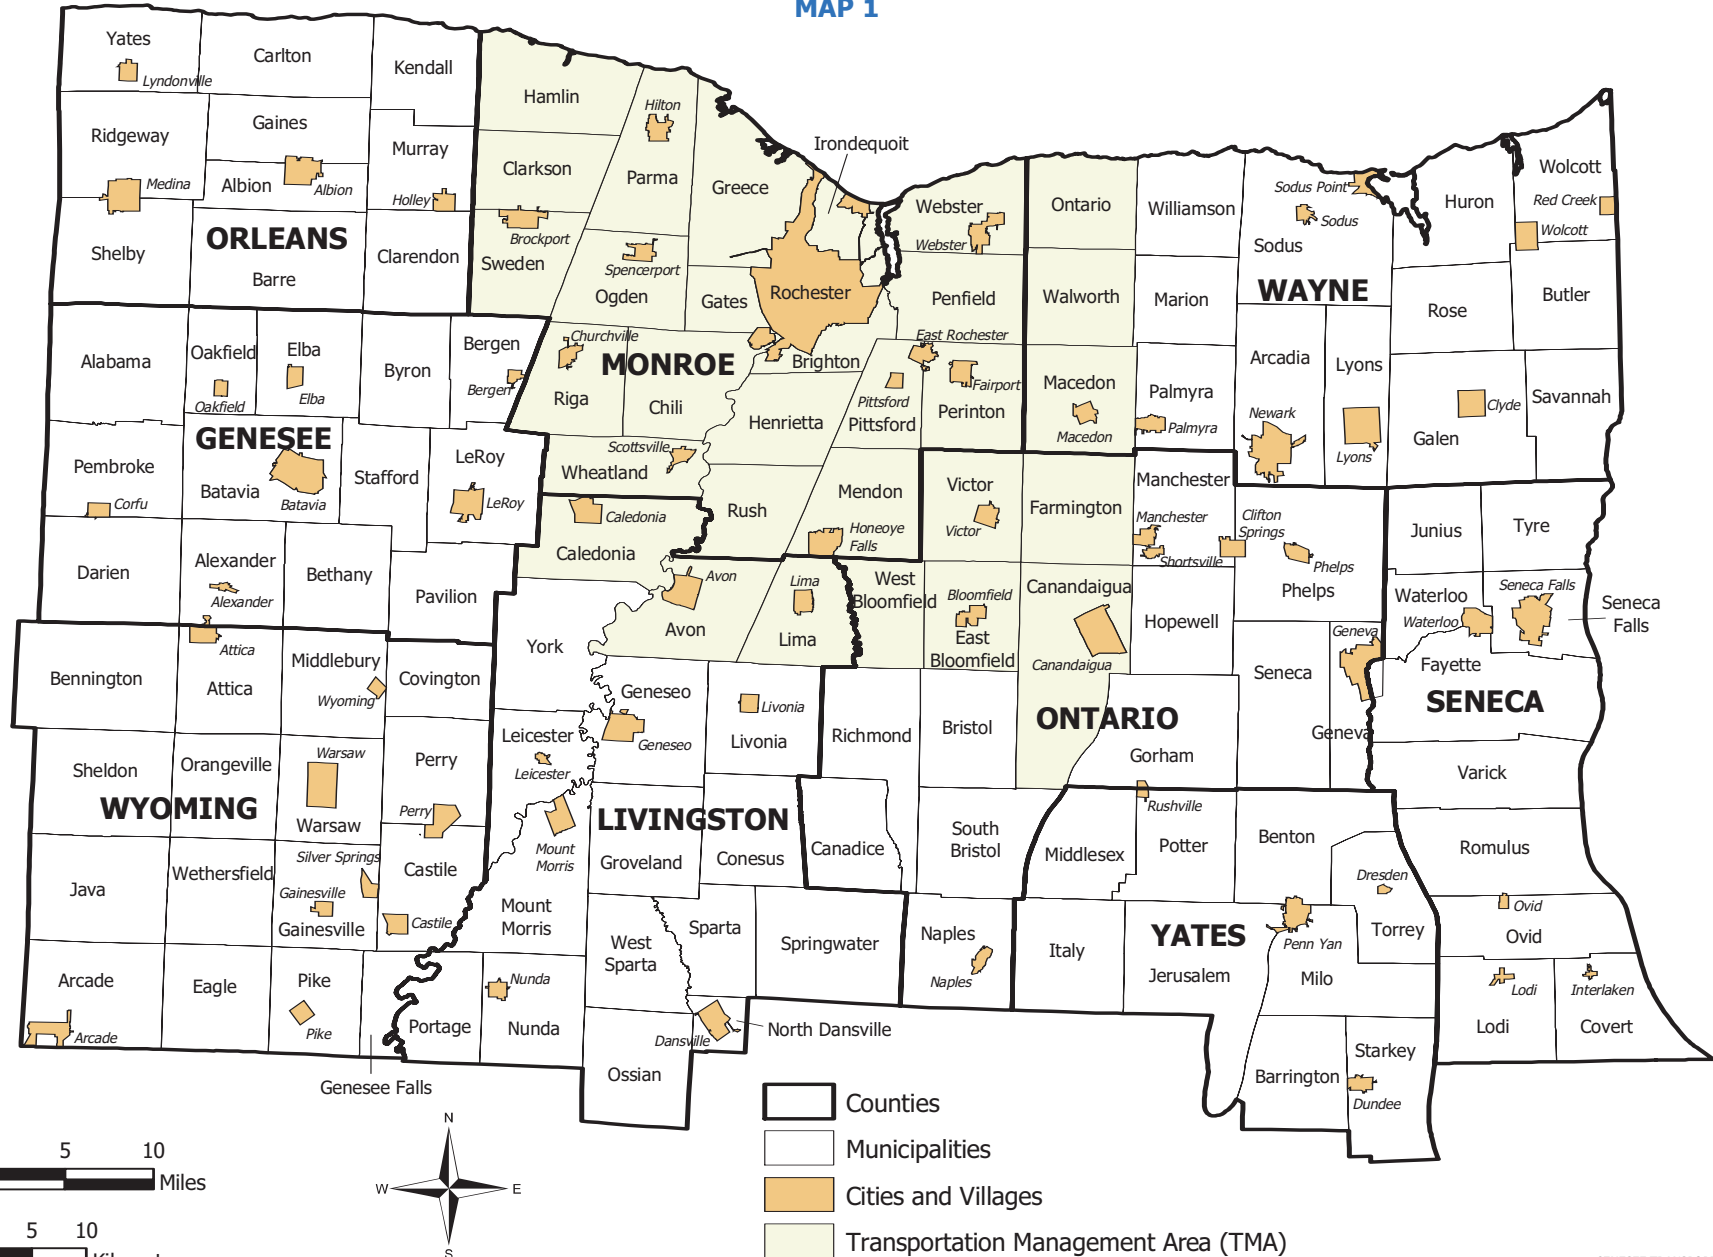 MAP 1
Yates
Lyndonville
Carlton
Kendall
Hamlin
Hilton
Ridgeway
Gaines
Murray
Clarkson
Parma
Greece
Irondequoit
Medina
Albion
Albion
Holley
Brockport
Shelby
ORLEANS
Barre
Clarendon
Sweden
Spencerport
Ogden
Gates
Rochester
Webster
Webster
Penfield
East Rochester
Ontario
Walworth
Williamson
Marion
Sodus Point
Sodus
Sodus
WAYNE
Huron
Wolcott
Red Creek
Wolcott
Rose
Butler
Alabama
Oakfield
Oakfield
Elba
Elba
Byron
Bergen
Bergen
Churchville
MONROE
Riga
Chili
Brighton
Henrietta
Pittsford
Pittsford
Fairport
Perinton
Macedon
Macedon
Palmyra
Palmyra
Arcadia
Newark
Lyons
Lyons
Clyde
Galen
Savannah
GENESEE
Pembroke
Corfu
Batavia
Batavia
Stafford
LeRoy
LeRoy
Scottsville
Wheatland
Rush
Mendon
Honeoye
Falls
Victor
Victor
Farmington
Manchester
Manchester
Shortsville
Clifton
Springs
Phelps
Phelps
Junius
Tyre
Darien
Alexander
Alexander
Bethany
Pavilion
Caledonia
Caledonia
Avon
Avon
Lima
Lima
West
Bloomfield
Bloomfield
East
Bloomfield
Canandaigua
Canandaigua
Hopewell
Seneca
Geneva
Geneva
Waterloo
Waterloo
Seneca Falls
Seneca
Falls
Fayette
SENECA
Bennington
Attica
Attica
Middlebury
Wyoming
Covington
York
Geneseo
Geneseo
Livonia
Livonia
Richmond
Bristol
ONTARIO
Gorham
Varick
Sheldon
Orangeville
Warsaw
Warsaw
Perry
Perry
Leicester
Leicester
WYOMING
Mount
Morris
LIVINGSTON
Groveland
Conesus
Canadice
South
Bristol
Middlesex
Rushville
Potter
Benton
Dresden
Torrey
Romulus
Java
Wethersfield
Silver Springs
Gainesville
Gainesville
Castile
Castile
Mount
Morris
West
Sparta
Sparta
Springwater
Naples
Naples
Italy
YATES
Jerusalem
Penn Yan
Milo
Ovid
Ovid
Arcade
Arcade
Eagle
Pike
Pike
Genesee Falls
Portage
Nunda
Nunda
Dansville
North Dansville
Ossian
Barrington
Starkey
Dundee
Lodi
Lodi
Interlaken
Covert
Counties
Municipalities
Cities and Villages
Transportation Management Area (TMA)
5 10
Miles
5 10
N
W E
S